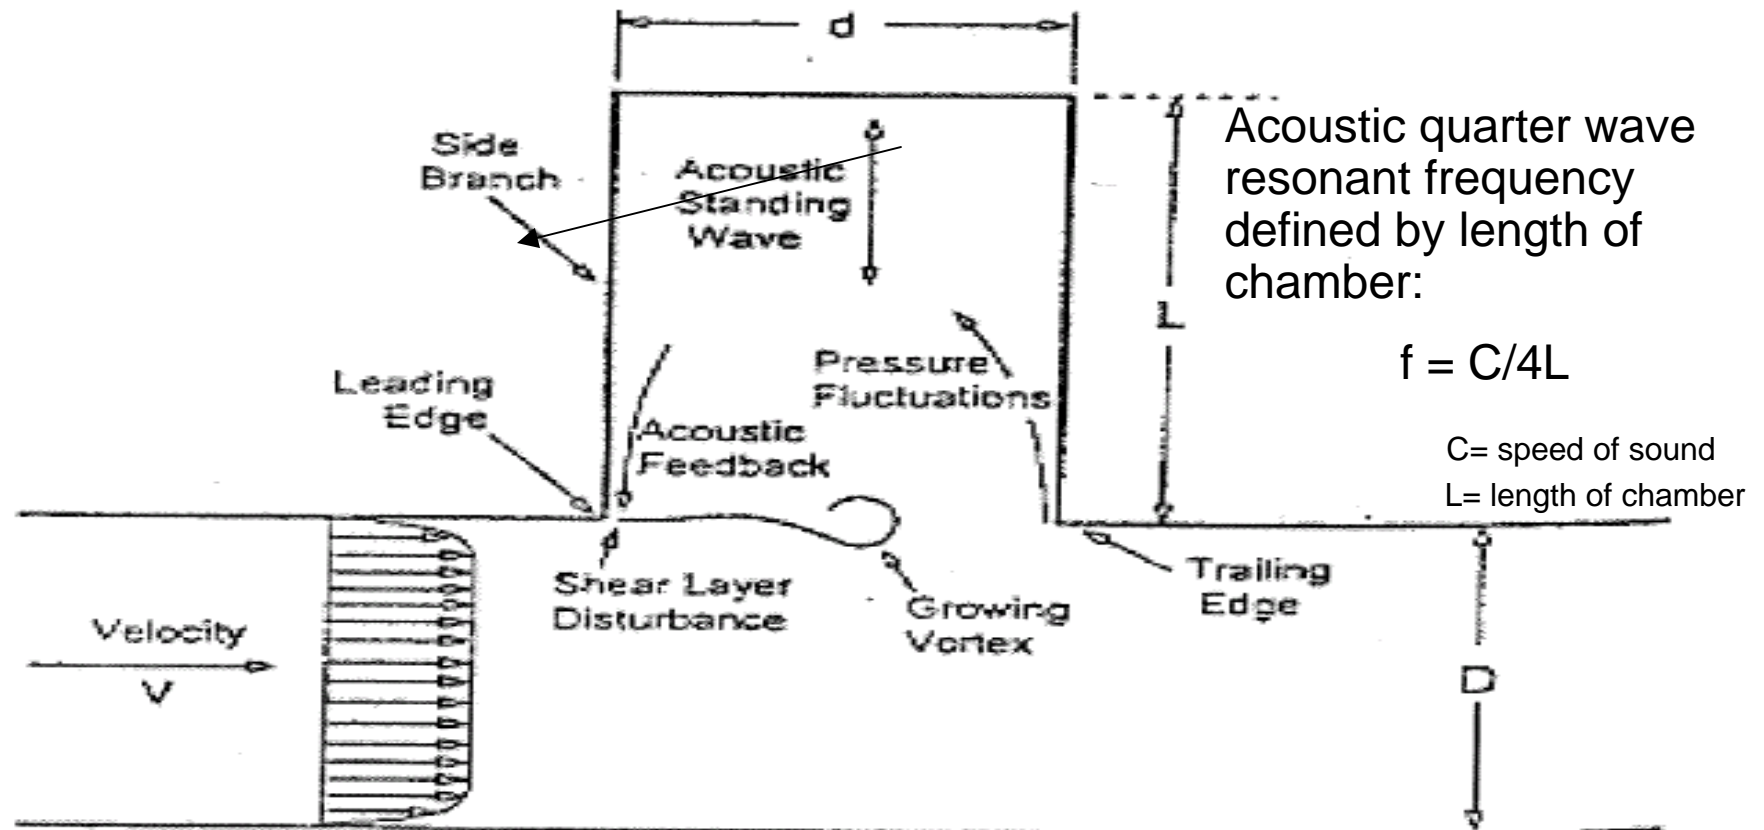 d
Side
Branch
Acoustic
Standing
Wave
Acoustic quarter wave
resonant frequency
defined by length of
chamber:
L
f = C/4L
C= speed of sound
L= length of chamber
Pressure
Fluctuations
Leading
Edge
Acoustic
Feedback
Shear Layer
Disturbance
Growing
Vortex
Trailing
Edge
Velocity
V
D